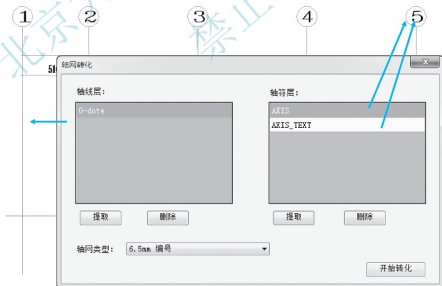 ① ② ③ ④ ⑤
轴网转化
轴线层：
轴符层：
0-dote
AXIS
AXIS_TEXT
提取 删除 提取 删除
轴网类型： 6.5mm 编号
开始转化